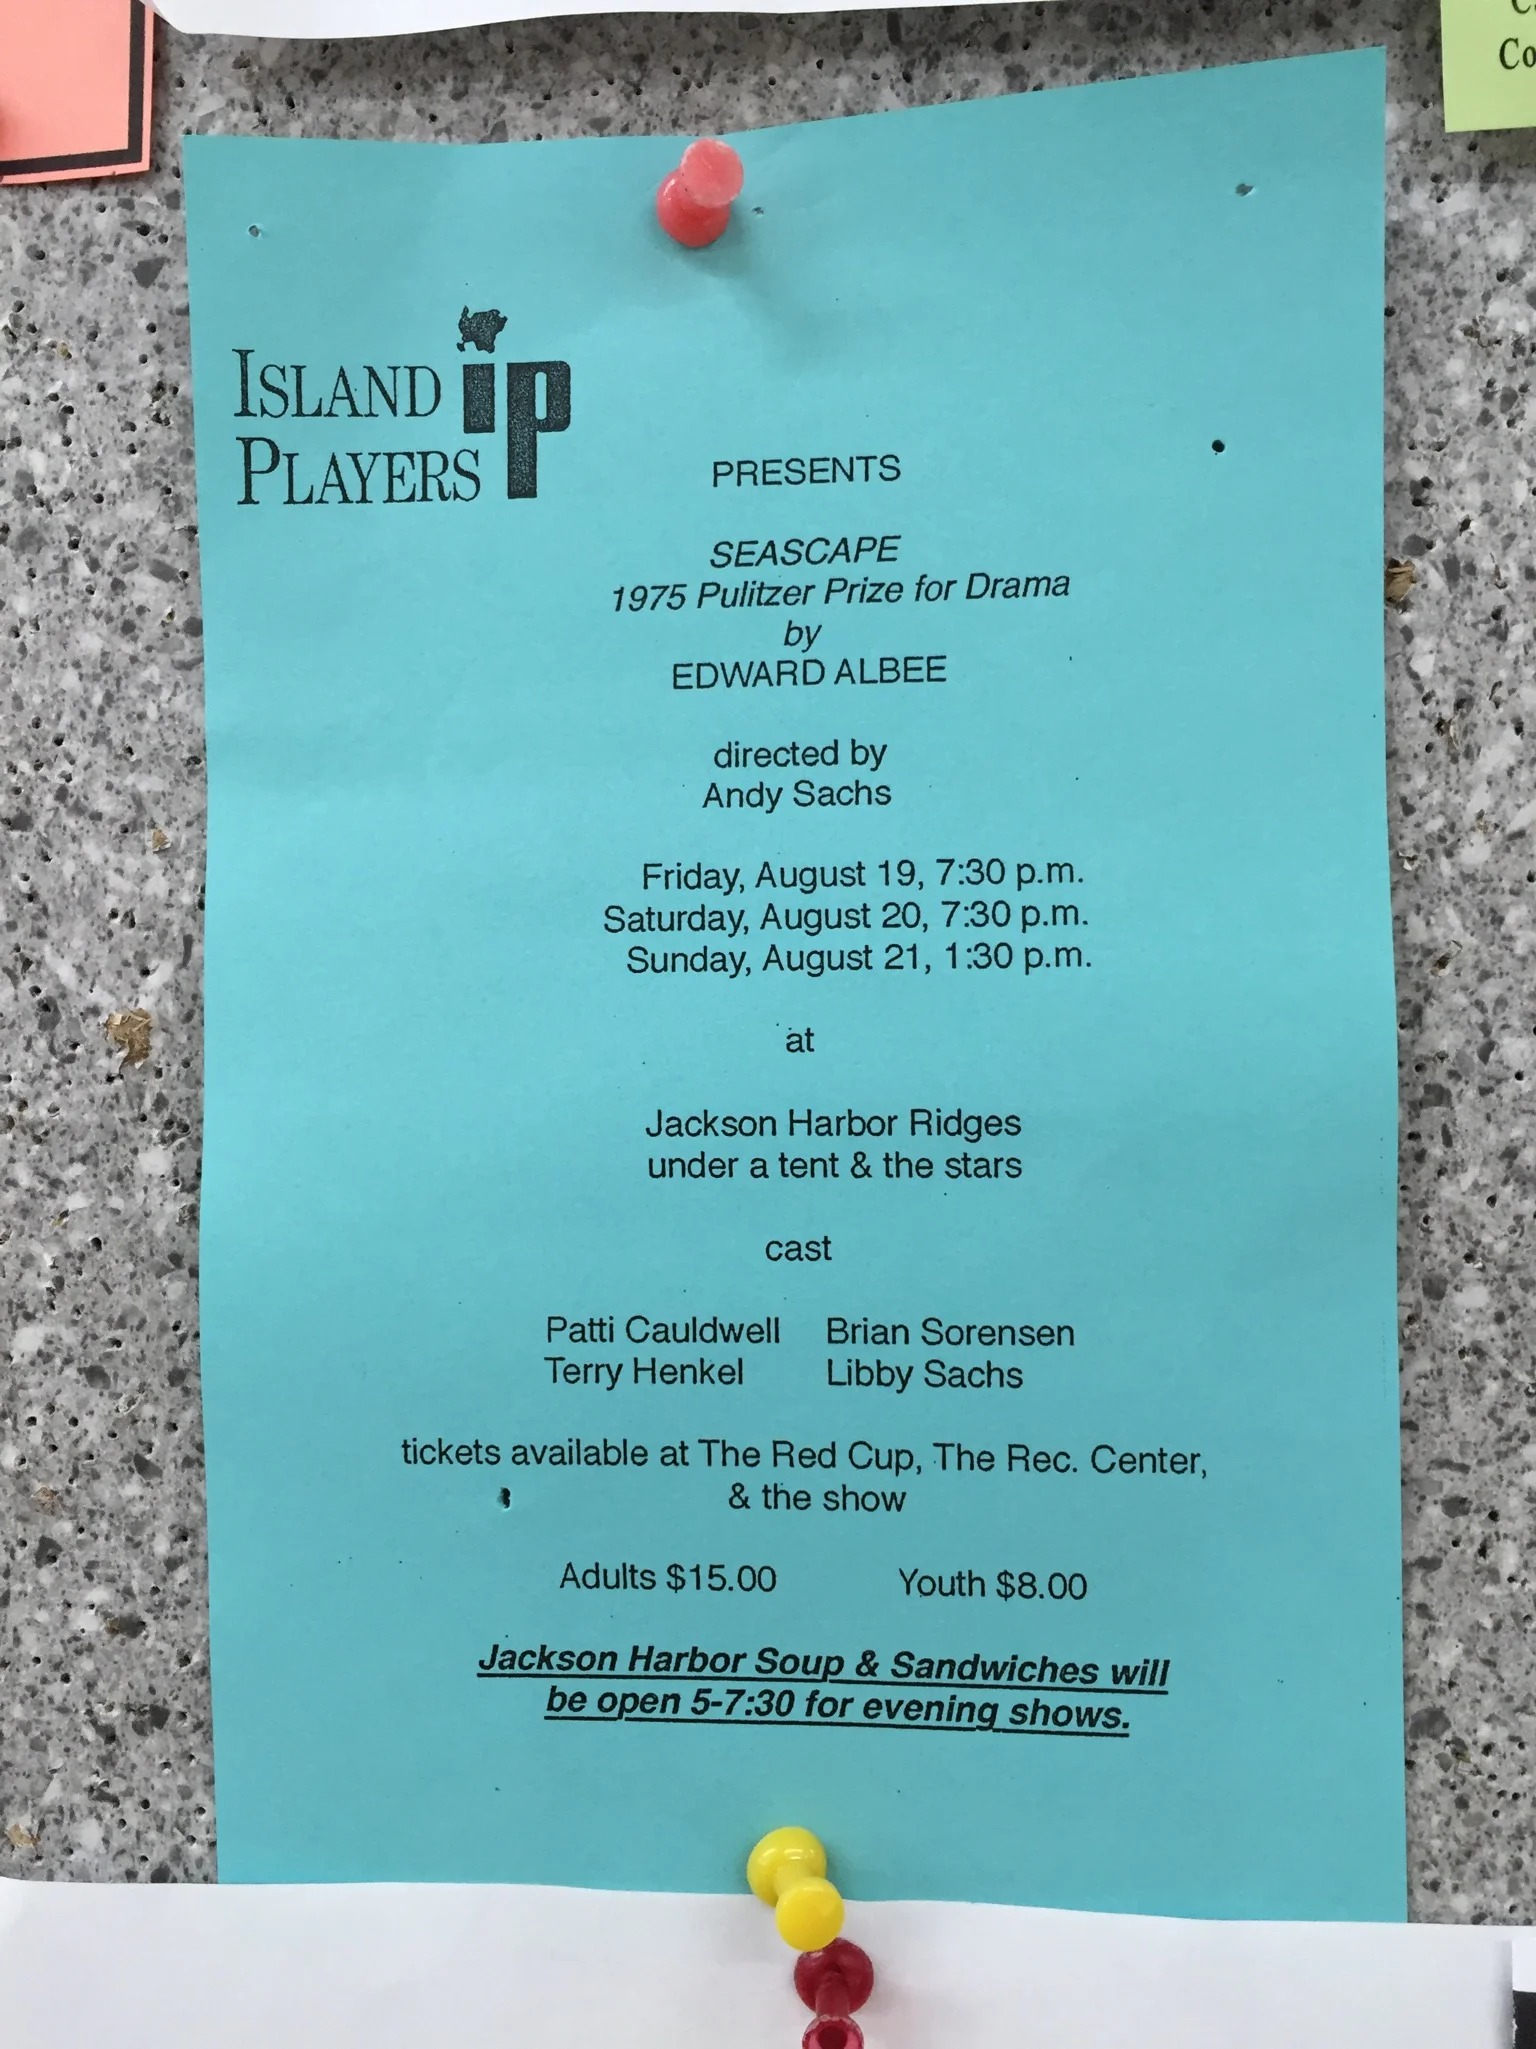 Co
ISLAND
PLAYERS
ip
PRESENTS
SEASCAPE
1975 Pulitzer Prize for Drama
by
EDWARD ALBEE
directed by
Andy Sachs
Friday, August 19, 7:30 p.m.
Saturday, August 20, 7:30 p.m.
Sunday, August 21, 1:30 p.m.
at
Jackson Harbor Ridges
under a tent & the stars
cast
Patti Cauldwell Brian Sorensen
Terry Henkel Libby Sachs
tickets available at The Red Cup, The Rec. Center,
& the show
Adults $15.00 Youth $8.00
Jackson Harbor Soup & Sandwiches will
be open 5-7:30 for evening shows.